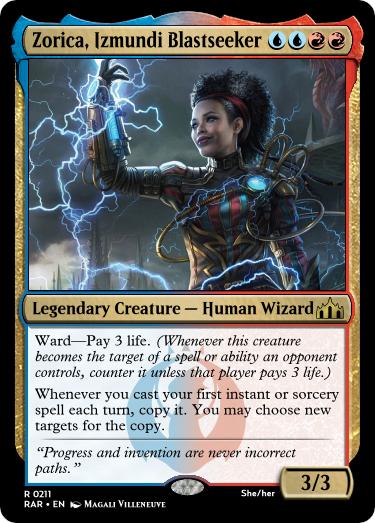 Zorica, Izmundi Blastseeker
Legendary Creature — Human Wizard
Ward—Pay 3 life. (Whenever this creature
becomes the target of a spell or ability an opponent
controls, counter it unless that player pays 3 life.)
Whenever you cast your first instant or sorcery
spell each turn, copy it. You may choose new
targets for the copy.
“Progress and invention are never incorrect
paths.”
3/3
R 0211
RAR • EN Magali Villeneuve
She/her